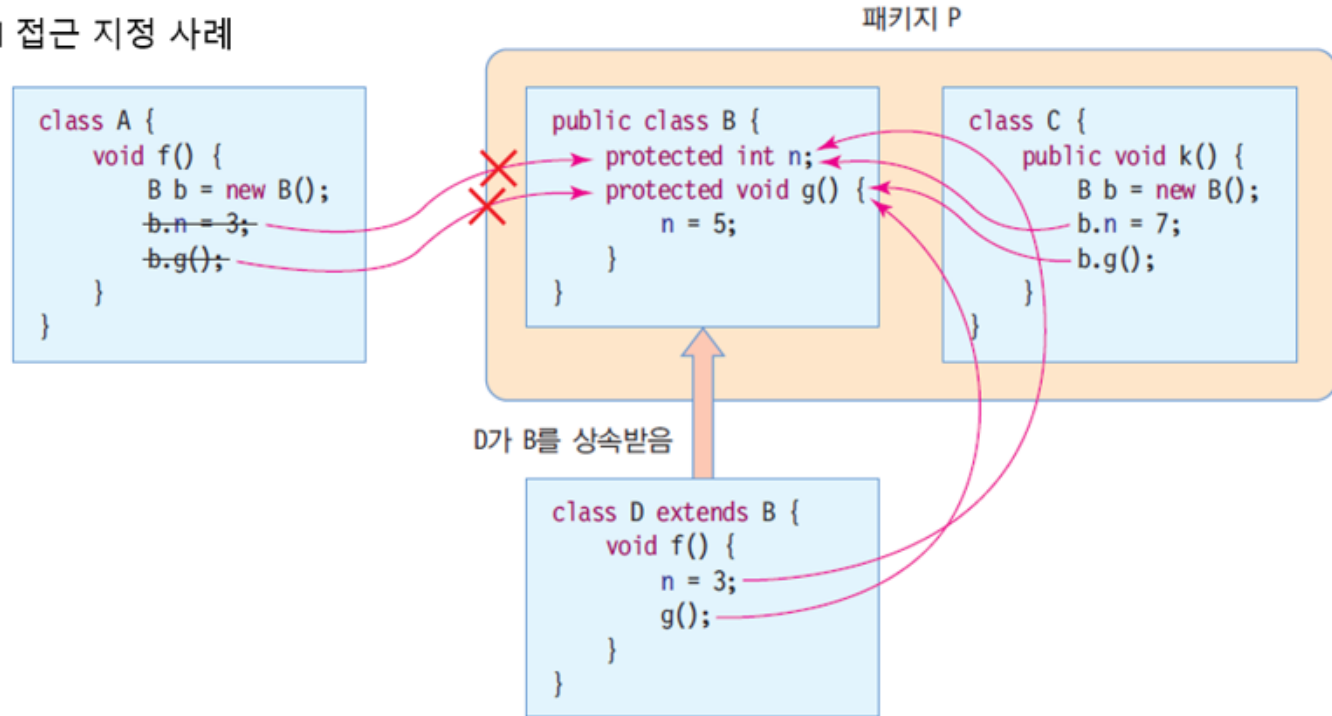 접근 지정 사례
패키지 P
class A {
void f() {
B b = new B();
b.n = 3;
b.g();
}
}
public class B {
protected int n;
protected void g() {
n = 5;
}
}
class C {
public void k() {
B b = new B();
b.n = 7;
b.g();
}
}
D가 B를 상속받음
class D extends B {
void f() {
n = 3;
g();
}
}